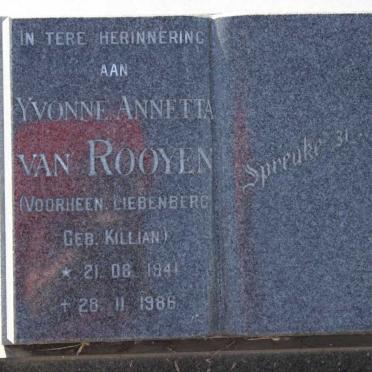 IN TERE HERINNERING
AAN
YVONNE ANNETTA
VAN ROOYEN
(VOORHEEN LIEBENBERG
GEB. KILLIAN)
★ 21. 08. 1941
+ 28. 11. 1986
Spreuke 31